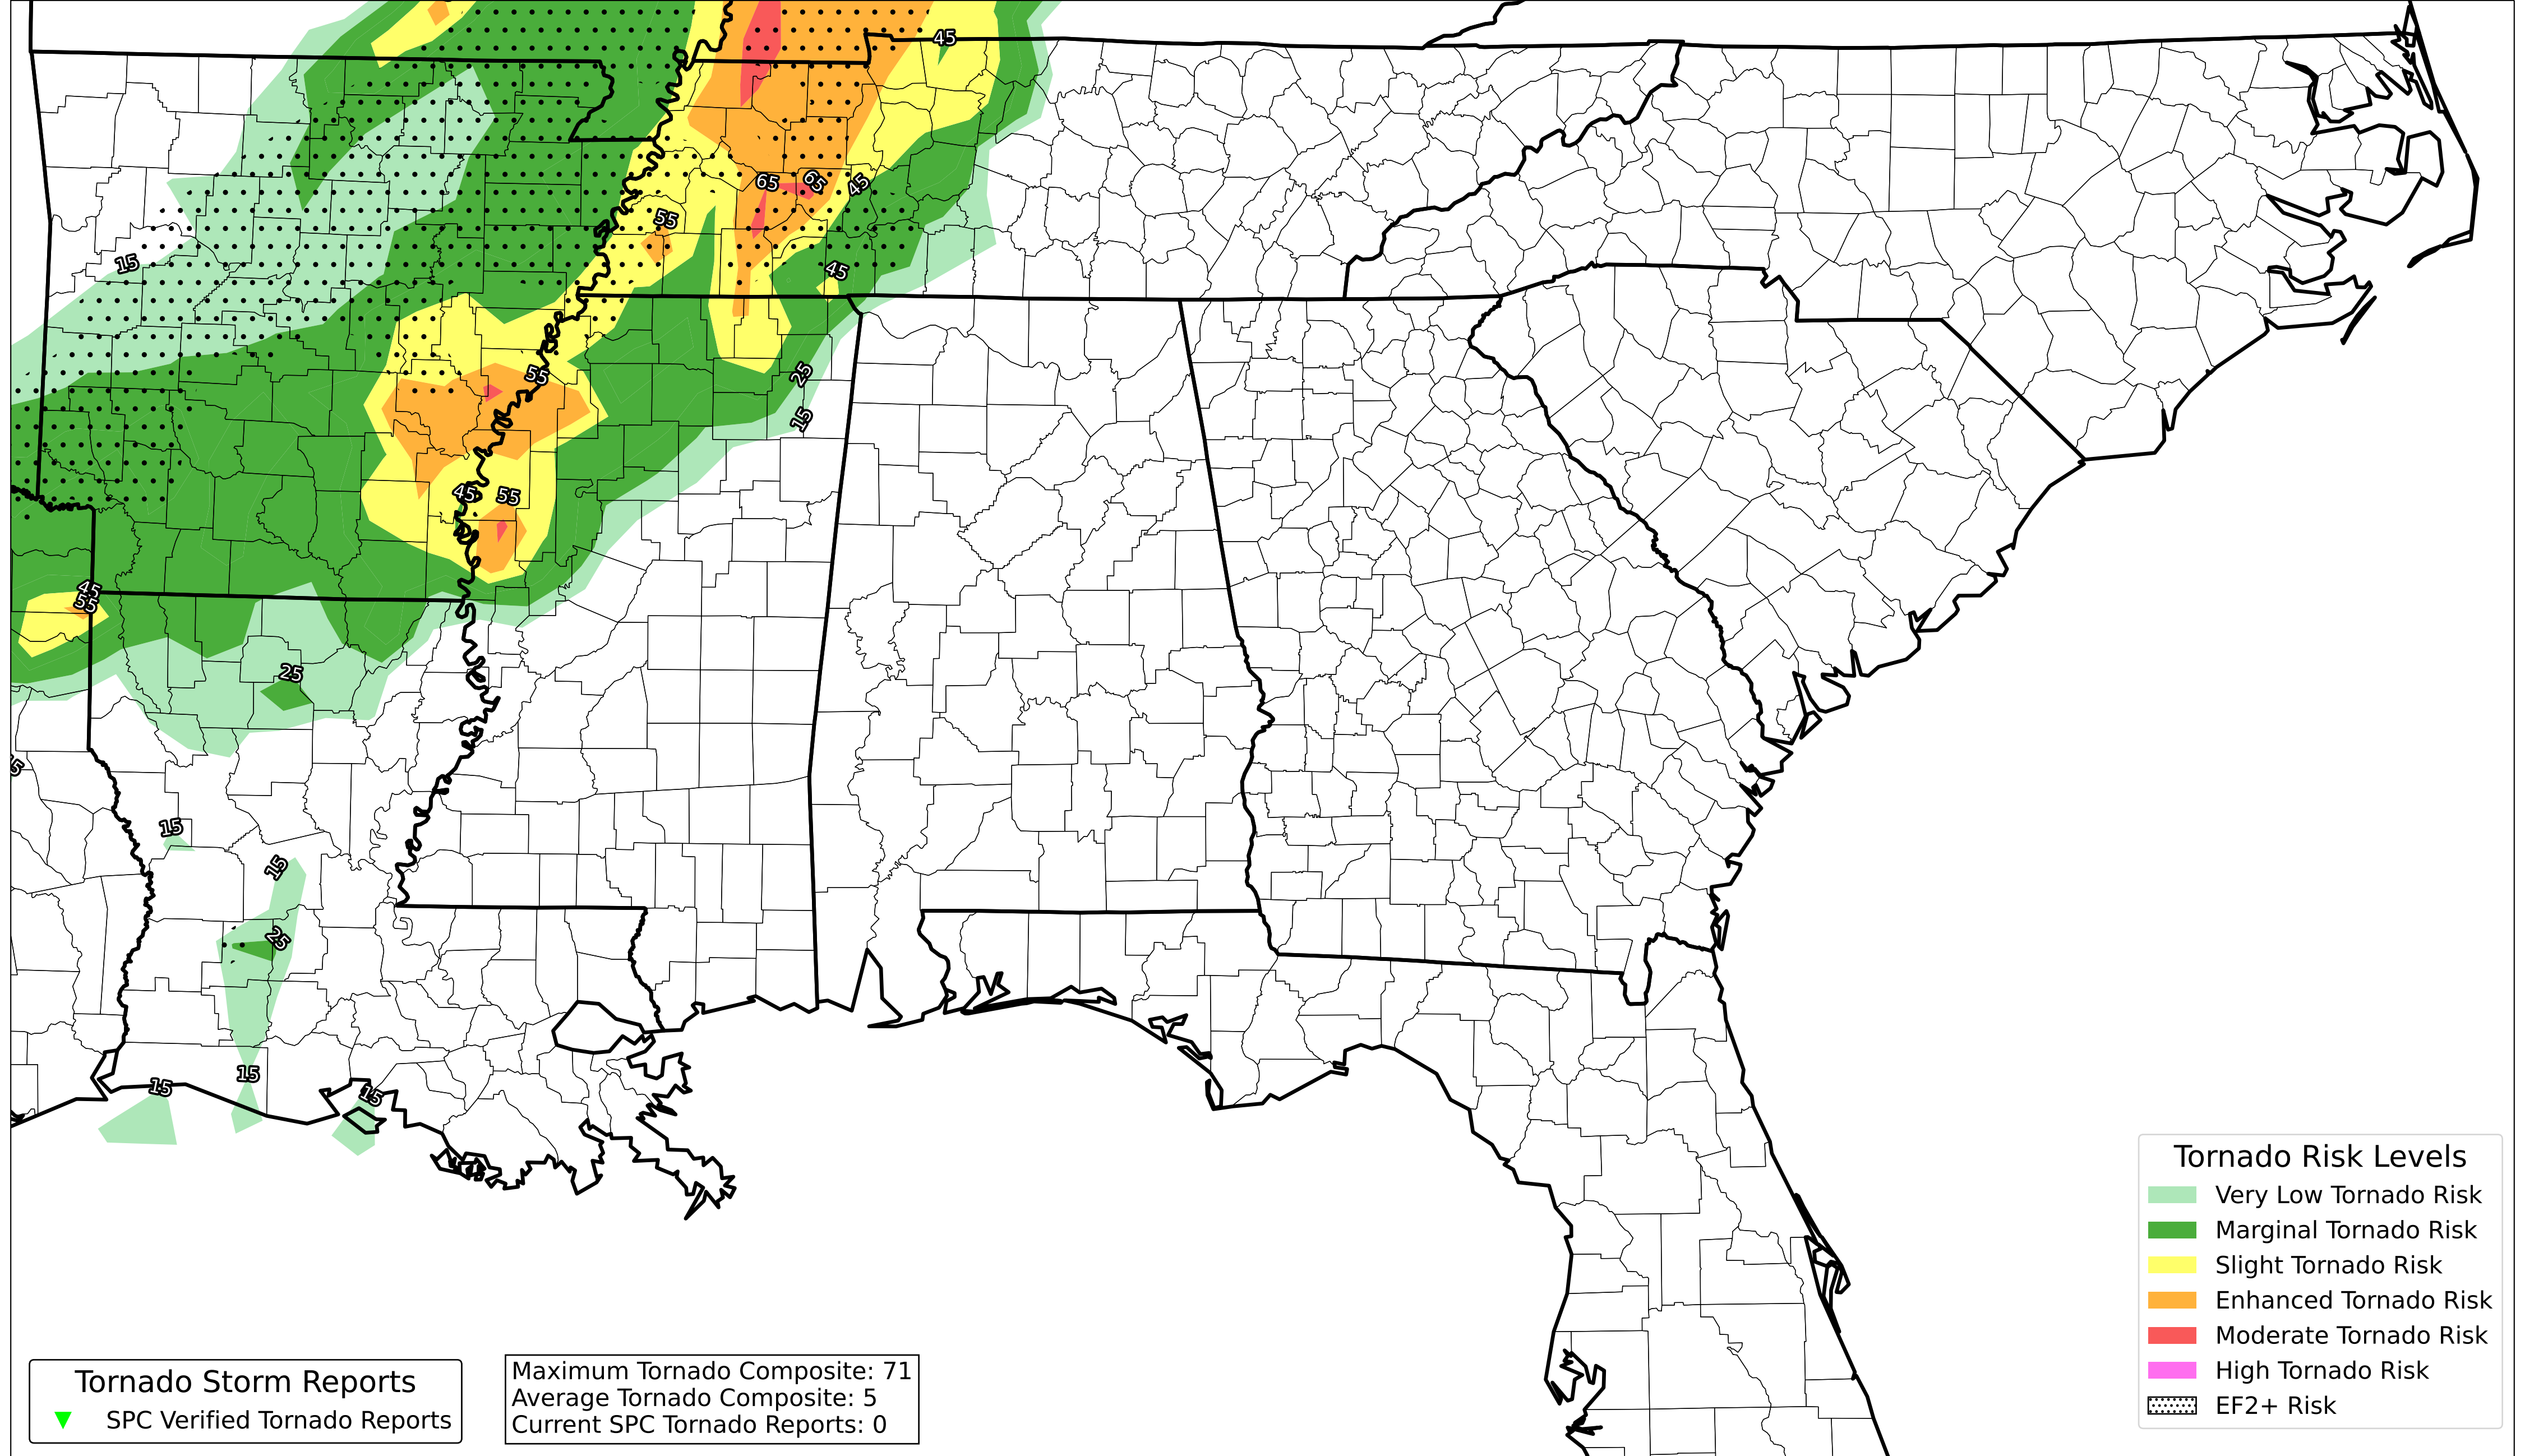 45
65
65
45
55
15
45
25
55
15
45
55
45
55
25
15
15
25
15
15
15
Tornado Risk Levels
Very Low Tornado Risk
Marginal Tornado Risk
Slight Tornado Risk
Enhanced Tornado Risk
Moderate Tornado Risk
High Tornado Risk
EF2+ Risk
Tornado Storm Reports
SPC Verified Tornado Reports
Maximum Tornado Composite: 71
Average Tornado Composite: 5
Current SPC Tornado Reports: 0